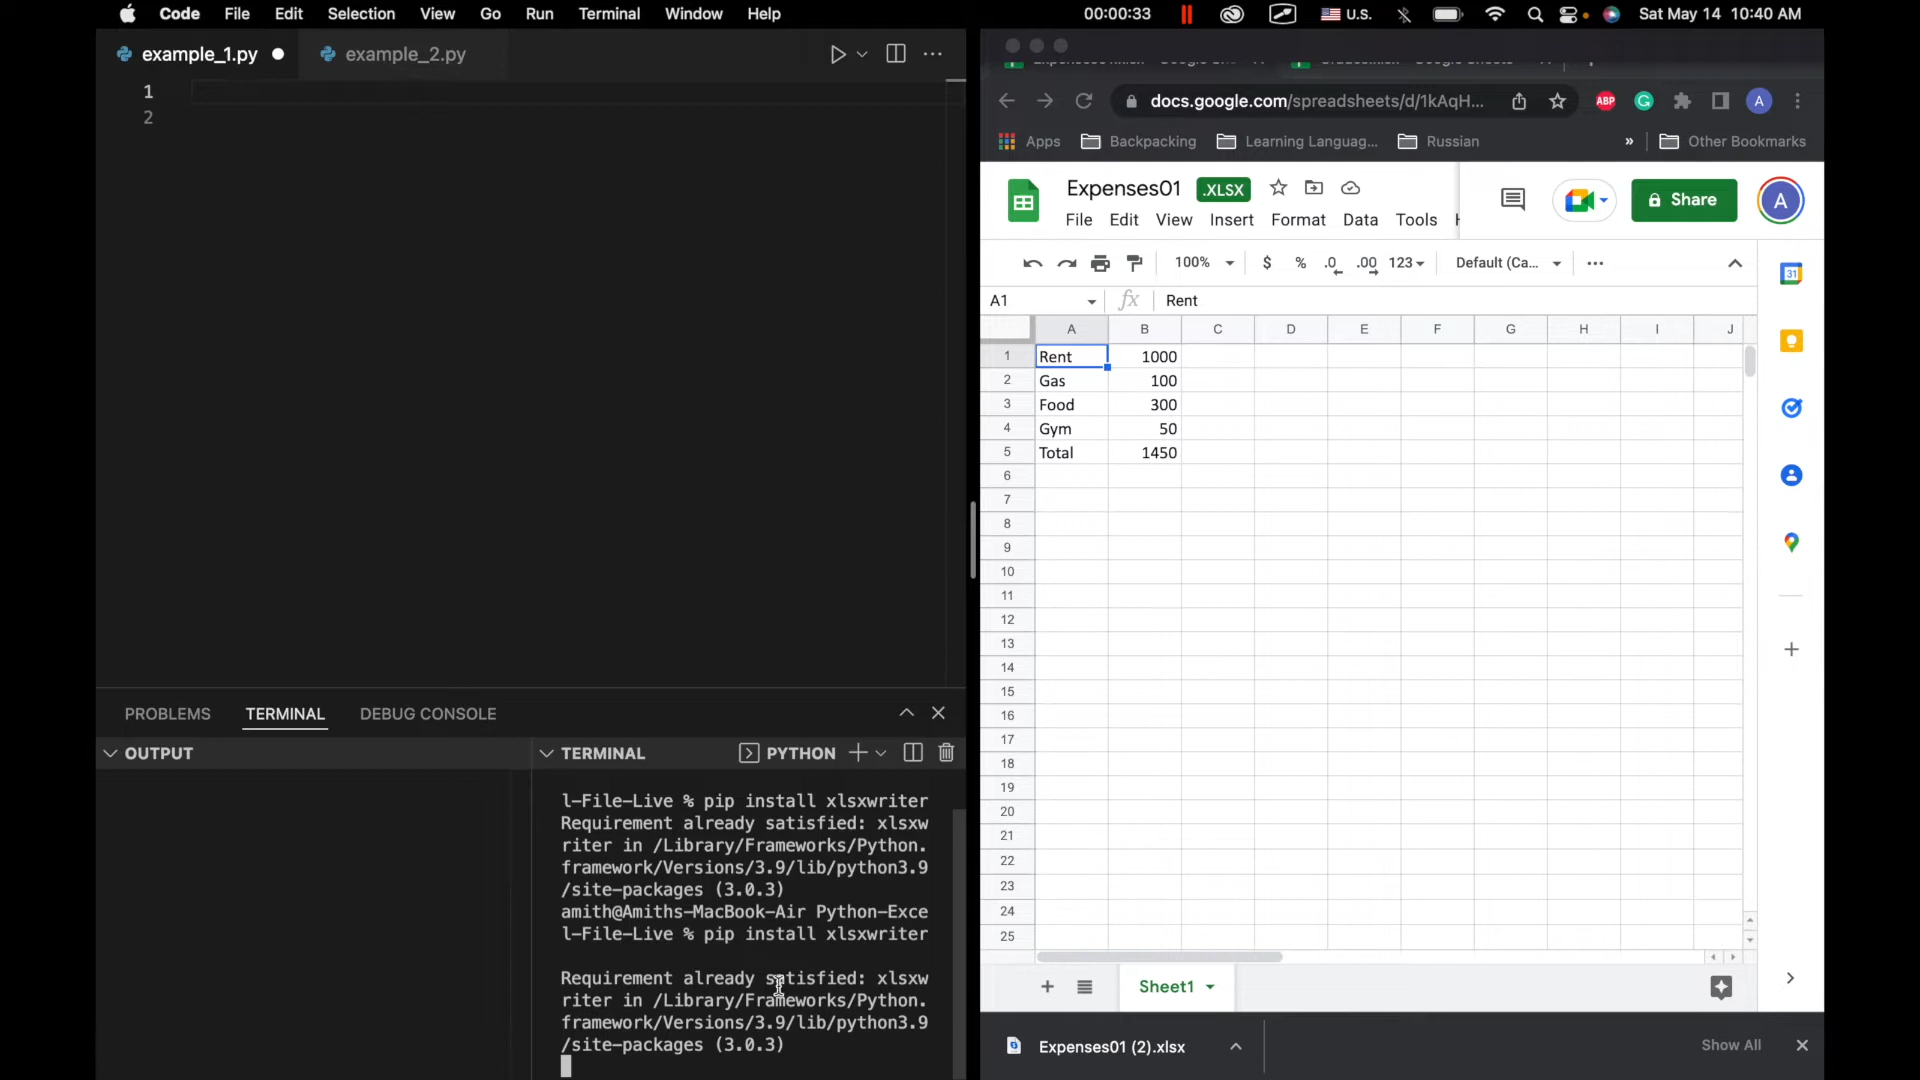 Code File Edit Selection View Go Run Terminal Window Help 00:00:33 U.S. Sat May 14 10:40 AM
example_1.py example_2.py
1
2
docs.google.com/spreadsheets/d/1kAqH...
ABP
A
Apps Backpacking Learning Languag... Russian » Other Bookmarks
Expenses01 .XLSX
File Edit View Insert Format Data Tools
Share
A
100% $ % .0 .00 123 Default (Ca...
31
A1 fx Rent
A B C D E F G H I J
1 Rent 1000
2 Gas 100
3 Food 300
4 Gym 50
5 Total 1450
6
7
8
9
10
11
12
13
14
15
16
17
18
19
20
21
22
23
24
25
Sheet1
Expenses01 (2).xlsx
Show All
PROBLEMS TERMINAL DEBUG CONSOLE
OUTPUT
TERMINAL PYTHON
l-File-Live % pip install xlsxwriter
Requirement already satisfied: xlsxw
riter in /Library/Frameworks/Python.
framework/Versions/3.9/lib/python3.9
/site-packages (3.0.3)
amith@Amiths-MacBook-Air Python-Exce
l-File-Live % pip install xlsxwriter
Requirement already satisfied: xlsxw
riter in /Library/Frameworks/Python.
framework/Versions/3.9/lib/python3.9
/site-packages (3.0.3)